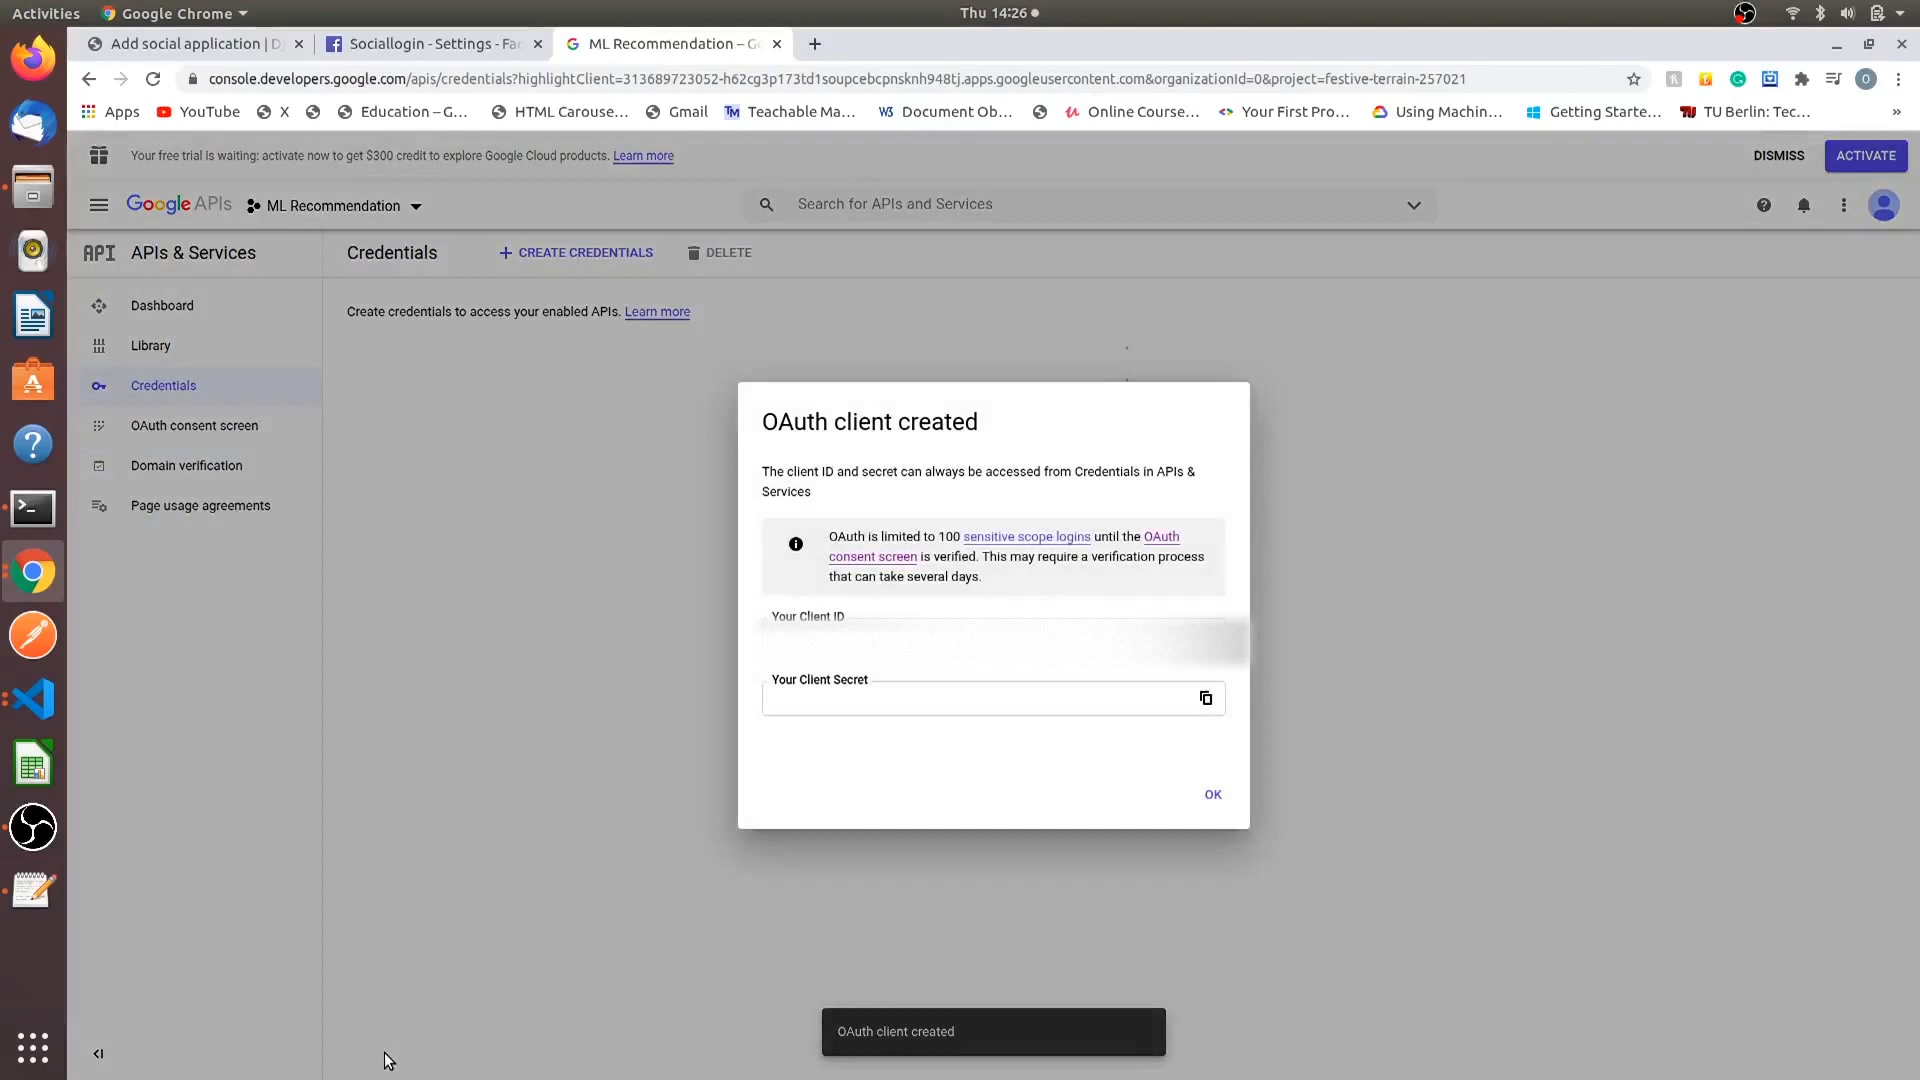 Activities
Google Chrome
Thu 14:26
Add social application | D
Sociallogin - Settings - Fa
ML Recommendation – G
console.developers.google.com/apis/credentials?highlightClient=313689723052-h62cg3p173td1soupcebcpnsknh948tj.apps.googleusercontent.com&organizationId=0&project=festive-terrain-257021
O
Apps
YouTube
X
Education – G...
HTML Carouse...
Gmail
TM Teachable Ma...
W3 Document Ob...
Online Course...
Your First Pro...
Using Machin...
Getting Starte...
TU Berlin: Tec...
»
Your free trial is waiting: activate now to get $300 credit to explore Google Cloud products. Learn more
DISMISS
ACTIVATE
Google APIs
ML Recommendation
Search for APIs and Services
API APIs & Services
Credentials
CREATE CREDENTIALS
DELETE
Dashboard
Library
Credentials
OAuth consent screen
Domain verification
Page usage agreements
Create credentials to access your enabled APIs. Learn more
OAuth client created
The client ID and secret can always be accessed from Credentials in APIs &
Services
OAuth is limited to 100 sensitive scope logins until the OAuth
consent screen is verified. This may require a verification process
that can take several days.
Your Client ID
Your Client Secret
OK
OAuth client created